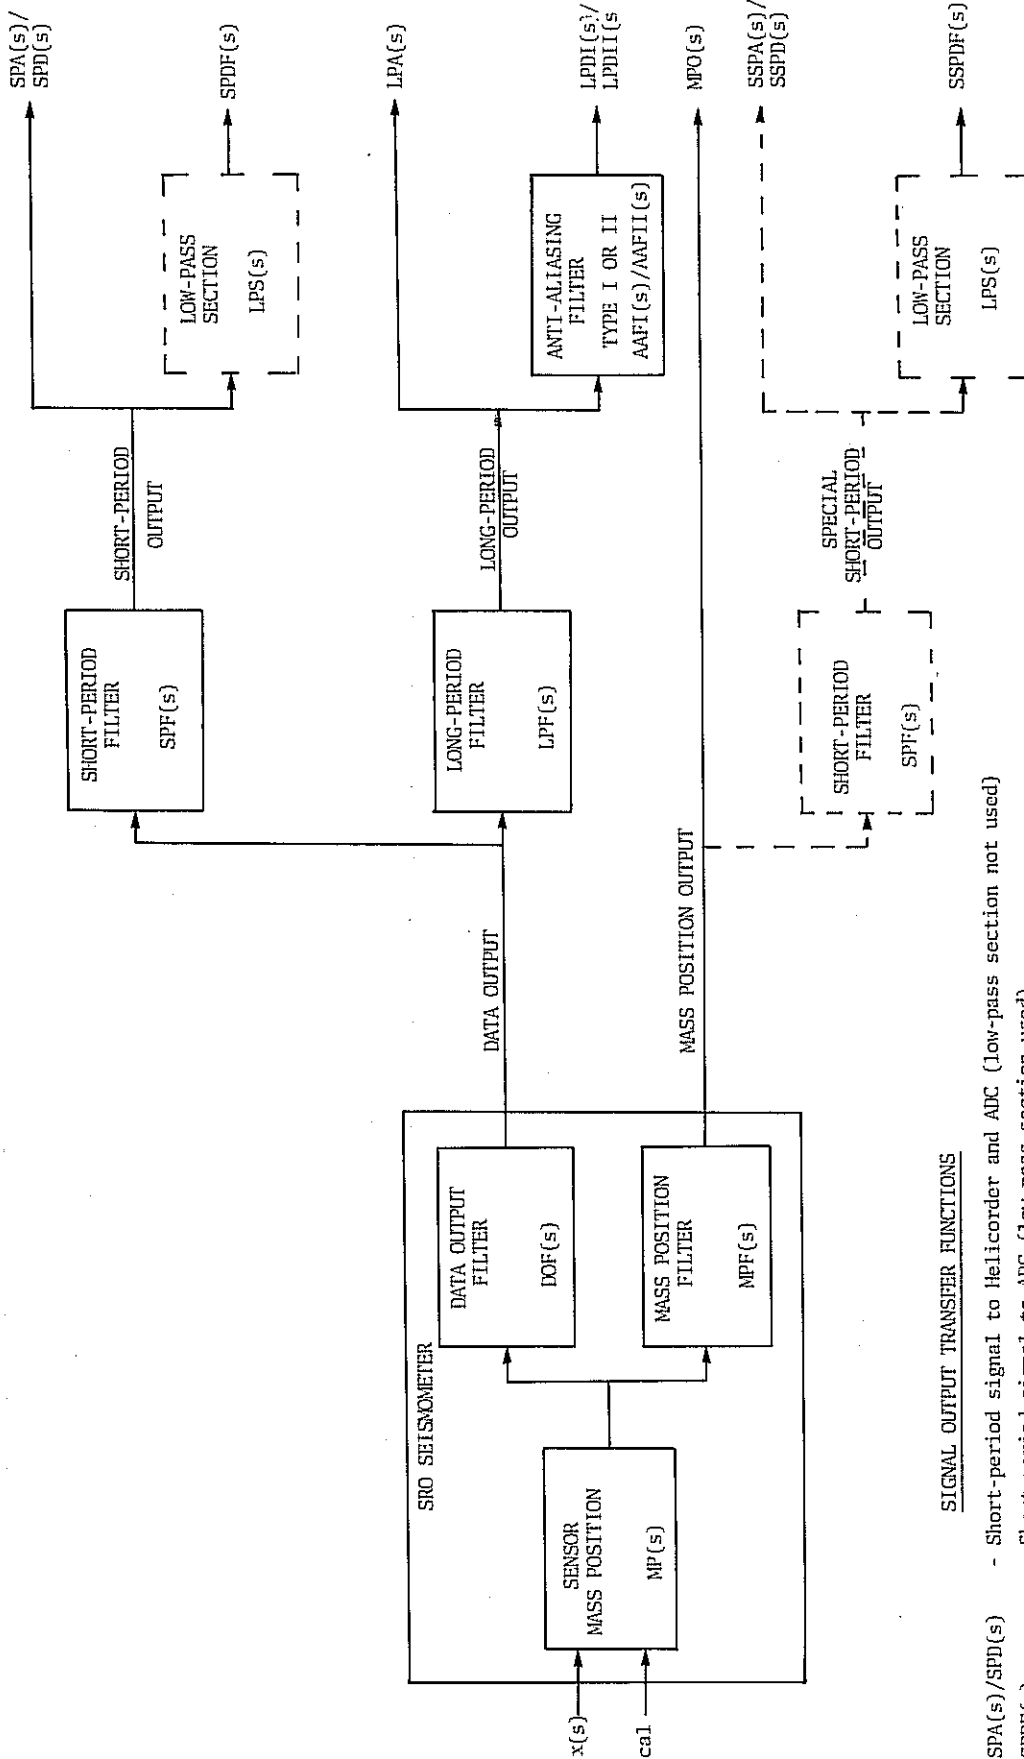 x(s)
cal
SRO SEISMOMETER
SENSOR
MASS POSITION
MP(s)
DATA OUTPUT
FILTER
DOF(s)
MASS POSITION
FILTER
MPF(s)
DATA OUTPUT
MASS POSITION OUTPUT
SHORT-PERIOD
FILTER
SPF(s)
LONG-PERIOD
FILTER
LPF(s)
SHORT-PERIOD
FILTER
SPF(s)
SHORT-PERIOD
OUTPUT
LONG-PERIOD
OUTPUT
SPECIAL
SHORT-PERIOD
OUTPUT
LOW-PASS
SECTION
LPS(s)
ANTI-ALIASING
FILTER
TYPE I OR II
AAFI(s)/AAFII(s)
LOW-PASS
SECTION
LPS(s)
SPA(s)/
SPD(s)
SPDF(s)
LPA(s)
LPDI(s)/
LPDII(s
MPO(s)
SSPA(s)/
SSPD(s)
SSPDF(s)
SIGNAL OUTPUT TRANSFER FUNCTIONS
SPA(s)/SPD(s) - Short-period signal to Helicorder and ADC (low-pass section not used)